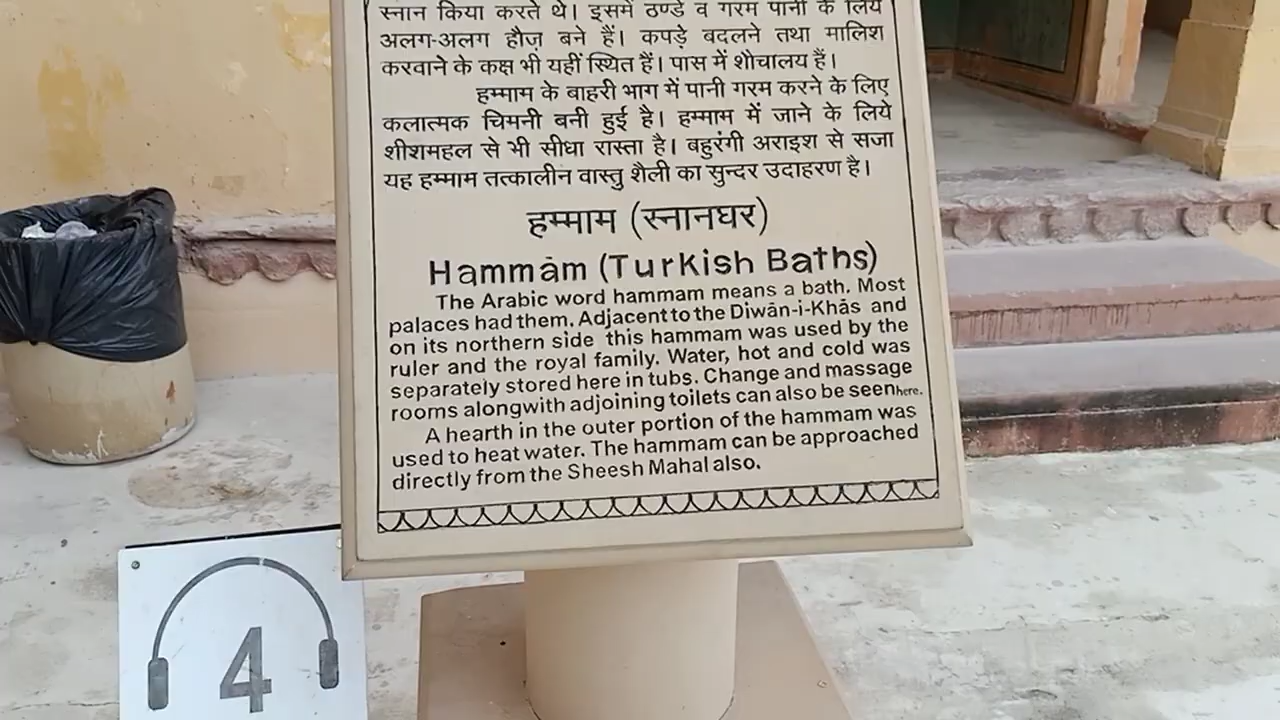 स्नान किया करते थे। इसमें ठण्डे व गरम पानी के लिये
अलग-अलग हौज़ बने हैं। कपड़े बदलने तथा मालिश
करवाने के कक्ष भी यहीं स्थित हैं। पास में शौचालय हैं।
हम्माम के बाहरी भाग में पानी गरम करने के लिए
कलात्मक चिमनी बनी हुई है। हम्माम में जाने के लिये
शीशमहल से भी सीधा रास्ता है। बहुरंगी अराइश से सजा
यह हम्माम तत्कालीन वास्तु शैली का सुन्दर उदाहरण है।
हम्माम (स्नानघर)
Hammām (Turkish Baths)
The Arabic word hammam means a bath. Most
palaces had them. Adjacent to the Diwān-i-Khās and
on its northern side this hammam was used by the
ruler and the royal family. Water, hot and cold was
separately stored here in tubs. Change and massage
rooms alongwith adjoining toilets can also be seen here.
A hearth in the outer portion of the hammam was
used to heat water. The hammam can be approached
directly from the Sheesh Mahal also.
4